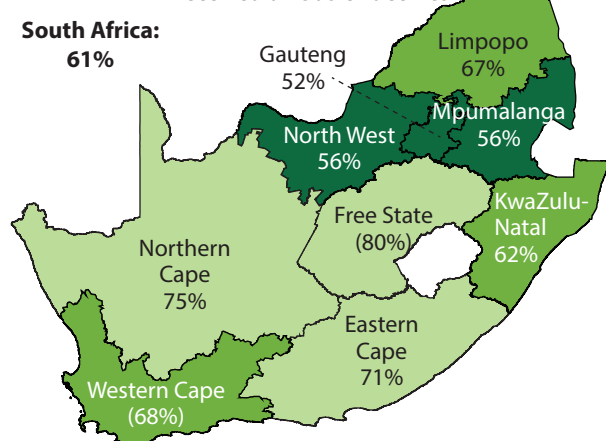 South Africa:
61%
Gauteng
52%
Limpopo
67%
Mpumalanga
56%
North West
56%
KwaZulu-
Natal
62%
Free State
(80%)
Northern
Cape
75%
Eastern
Cape
71%
Western Cape
(68%)